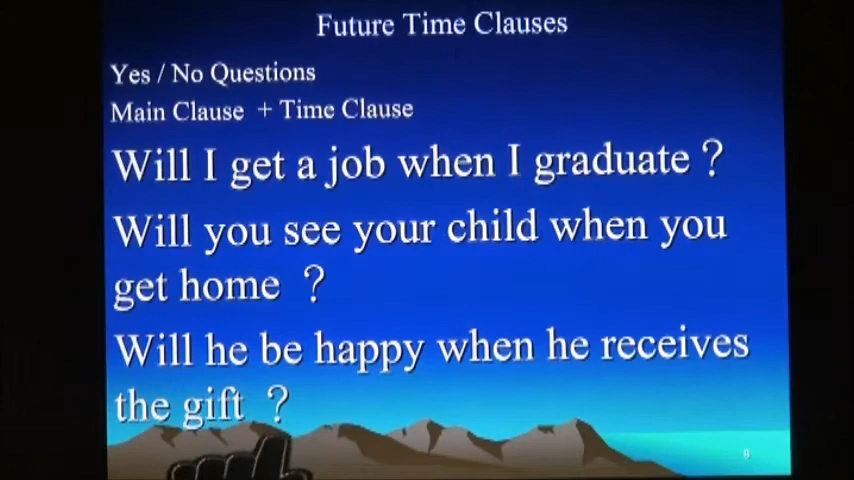 Future Time Clauses
Yes / No Questions
Main Clause + Time Clause
Will I get a job when I graduate ?
Will you see your child when you
get home ?
Will he be happy when he receives
the gift ?
8